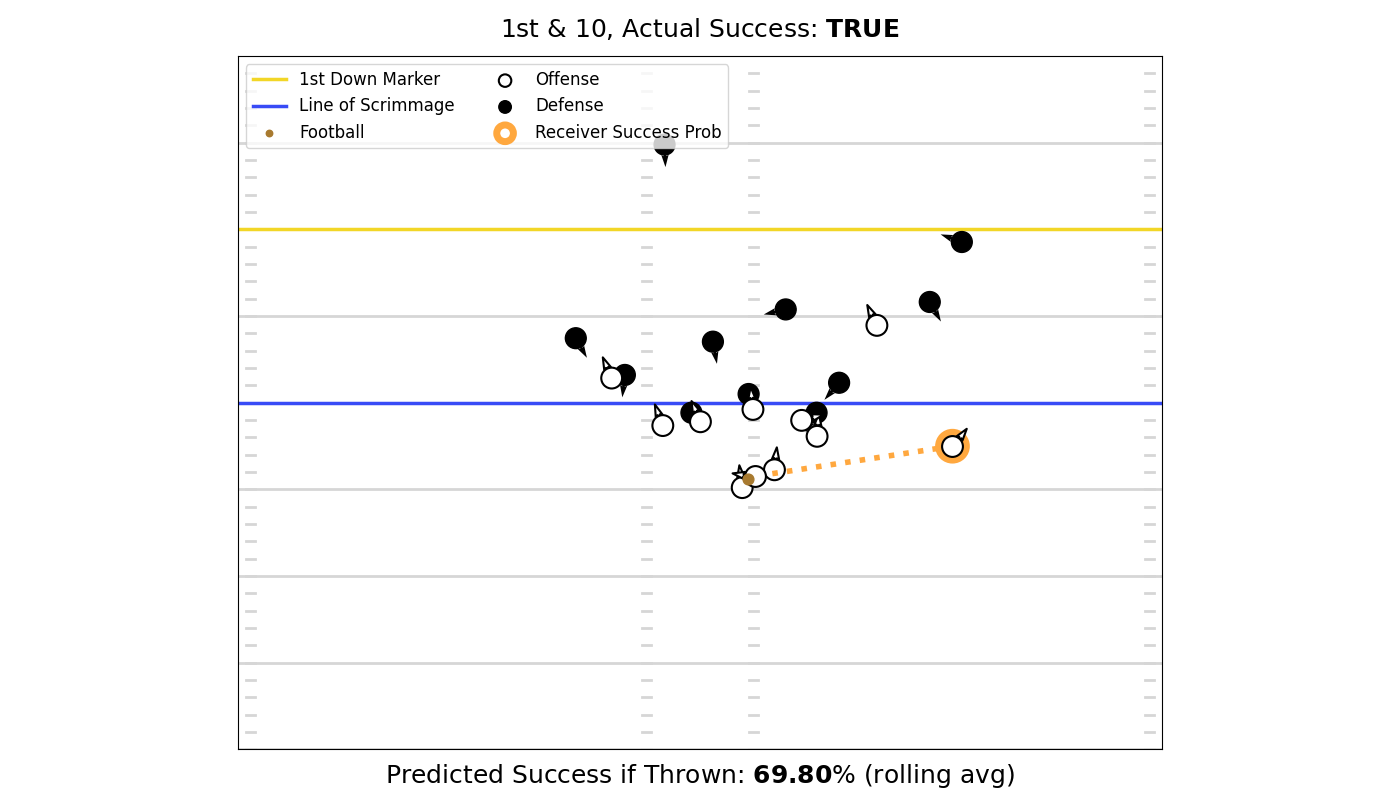 1st & 10, Actual Success: TRUE
1st Down Marker
Line of Scrimmage
Football
Offense
Defense
Receiver Success Prob
Predicted Success if Thrown: 69.80% (rolling avg)